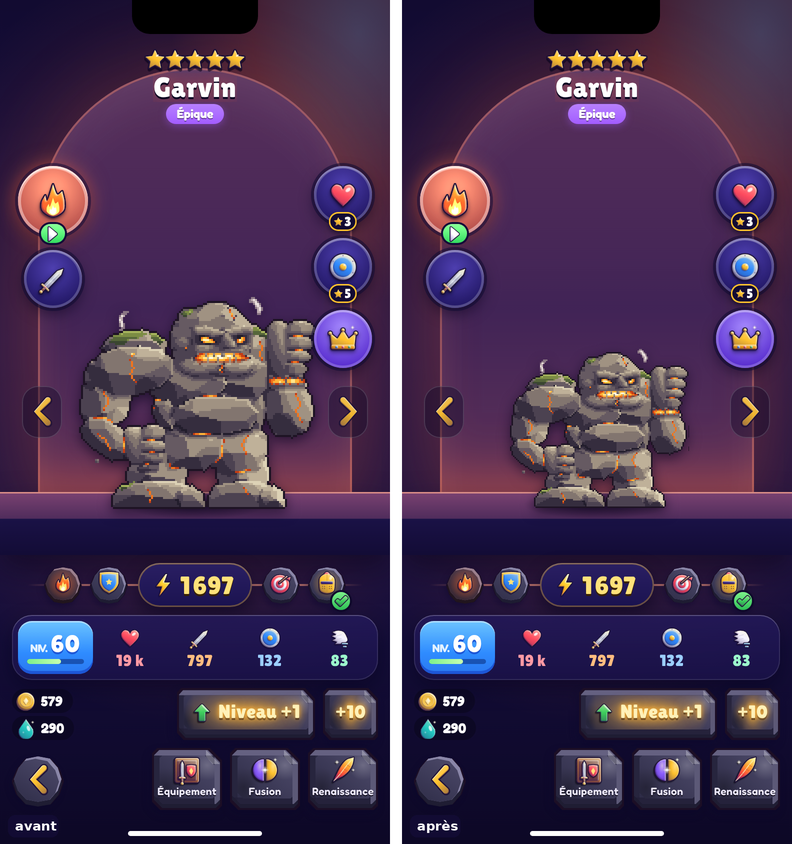 Garvin
Épique
3
5
1697
NIV. 60
19 k
797
132
83
579
Niveau +1
+10
290
Équipement
Fusion
Renaissance
avant
Garvin
Épique
3
5
1697
NIV. 60
19 k
797
132
83
579
Niveau +1
+10
290
Équipement
Fusion
Renaissance
après